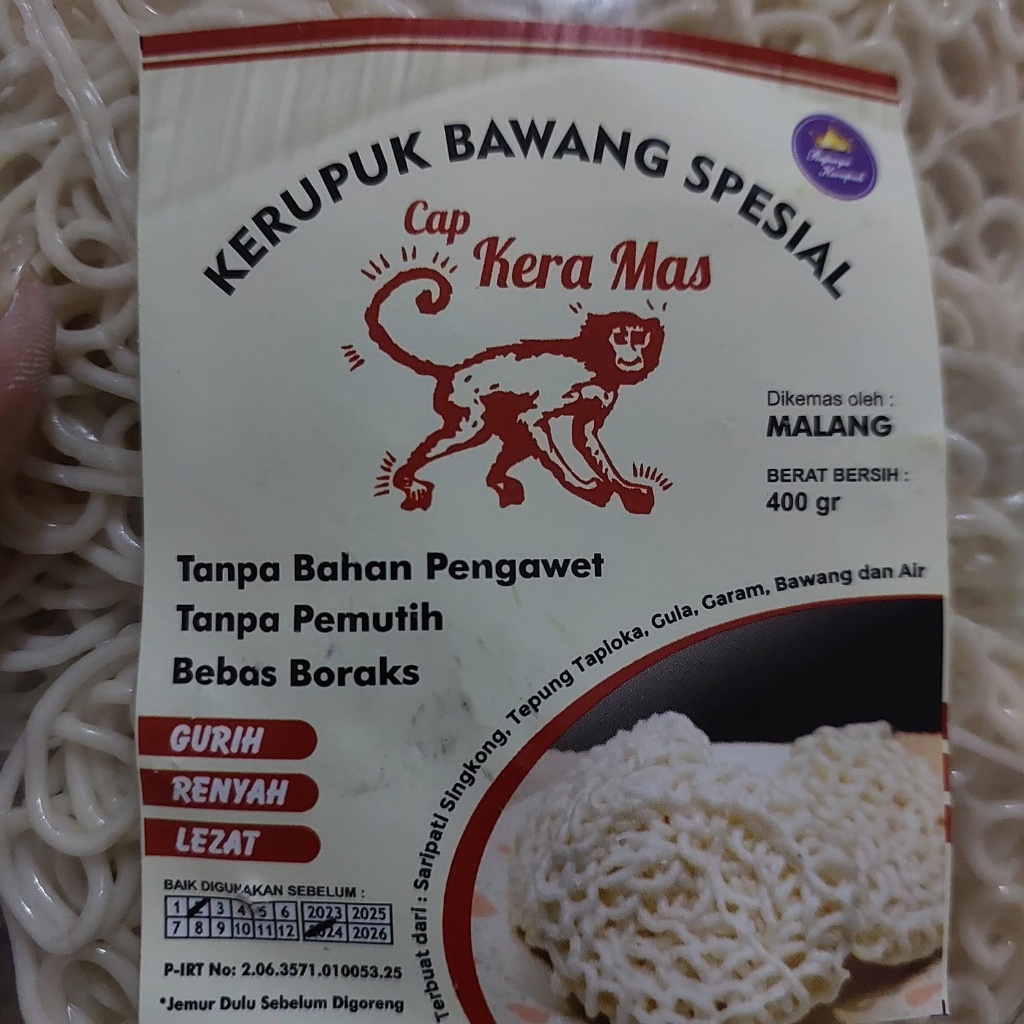 KERUPUK BAWANG SPESIAL
Cap
Kera Mas
Dikemas oleh :
MALANG
BERAT BERSIH :
400 gr
Tanpa Bahan Pengawet
Tanpa Pemutih
Bebas Boraks
Terbuat dari : Saripati Singkong, Tepung Tapioka, Gula, Garam, Bawang dan Air
GURIH
RENYAH
LEZAT
BAIK DIGUNAKAN SEBELUM :
1 2 3 4 5 6 2023 2025
7 8 9 10 11 12 2024 2026
P-IRT No: 2.06.3571.010053.25
*Jemur Dulu Sebelum Digoreng